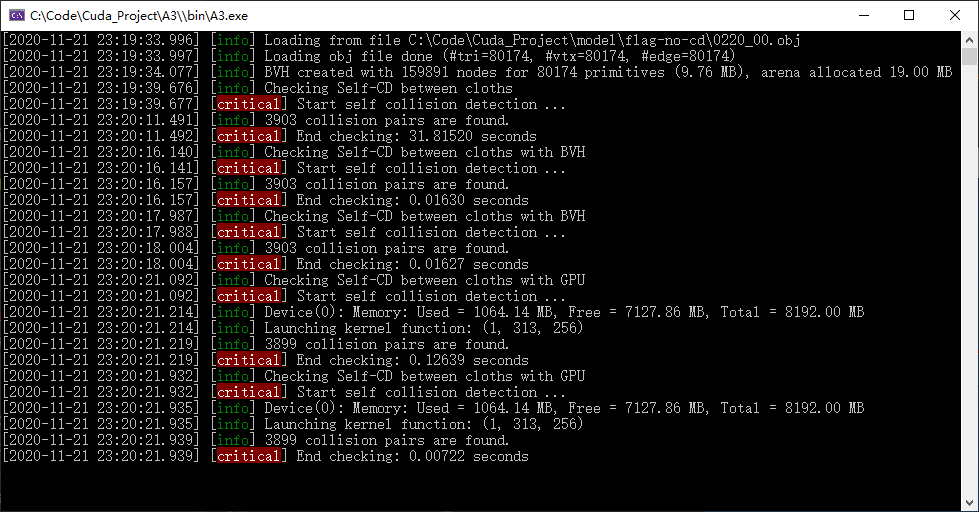 C:\Code\Cuda_Project\A3\\bin\A3.exe
[2020-11-21 23:19:33.996] [info] Loading from file C:\Code\Cuda_Project\model\flag-no-cd\0220_00.obj
[2020-11-21 23:19:33.997] [info] Loading obj file done (#tri=80174, #vtx=80174, #edge=80174)
[2020-11-21 23:19:34.077] [info] BVH created with 159891 nodes for 80174 primitives (9.76 MB), arena allocated 19.00 MB
[2020-11-21 23:19:39.676] [info] Checking Self-CD between cloths
[2020-11-21 23:19:39.677] [critical] Start self collision detection ...
[2020-11-21 23:20:11.491] [info] 3903 collision pairs are found.
[2020-11-21 23:20:11.492] [critical] End checking: 31.81520 seconds
[2020-11-21 23:20:16.140] [info] Checking Self-CD between cloths with BVH
[2020-11-21 23:20:16.141] [critical] Start self collision detection ...
[2020-11-21 23:20:16.157] [info] 3903 collision pairs are found.
[2020-11-21 23:20:16.157] [critical] End checking: 0.01630 seconds
[2020-11-21 23:20:17.987] [info] Checking Self-CD between cloths with BVH
[2020-11-21 23:20:17.988] [critical] Start self collision detection ...
[2020-11-21 23:20:18.004] [info] 3903 collision pairs are found.
[2020-11-21 23:20:18.004] [critical] End checking: 0.01627 seconds
[2020-11-21 23:20:21.092] [info] Checking Self-CD between cloths with GPU
[2020-11-21 23:20:21.092] [critical] Start self collision detection ...
[2020-11-21 23:20:21.214] [info] Device(0): Memory: Used = 1064.14 MB, Free = 7127.86 MB, Total = 8192.00 MB
[2020-11-21 23:20:21.214] [info] Launching kernel function: (1, 313, 256)
[2020-11-21 23:20:21.219] [info] 3899 collision pairs are found.
[2020-11-21 23:20:21.219] [critical] End checking: 0.12639 seconds
[2020-11-21 23:20:21.932] [info] Checking Self-CD between cloths with GPU
[2020-11-21 23:20:21.932] [critical] Start self collision detection ...
[2020-11-21 23:20:21.935] [info] Device(0): Memory: Used = 1064.14 MB, Free = 7127.86 MB, Total = 8192.00 MB
[2020-11-21 23:20:21.935] [info] Launching kernel function: (1, 313, 256)
[2020-11-21 23:20:21.939] [info] 3899 collision pairs are found.
[2020-11-21 23:20:21.939] [critical] End checking: 0.00722 seconds